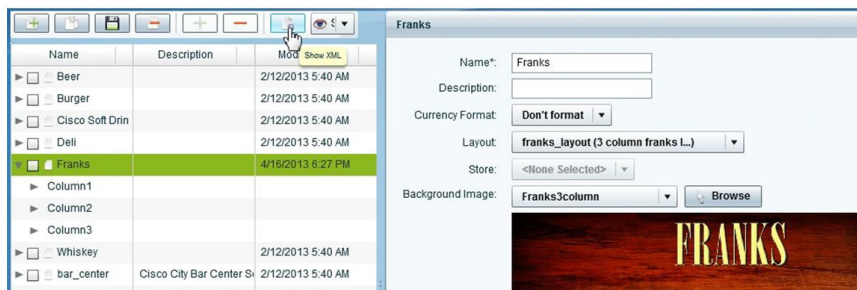 Show XML
Name Description Mod
Beer 2/12/2013 5:40 AM
Burger 2/12/2013 5:40 AM
Cisco Soft Drin 2/12/2013 5:40 AM
Deli 2/12/2013 5:40 AM
Franks 4/16/2013 6:27 PM
Column1
Column2
Column3
Whiskey 2/12/2013 5:40 AM
bar_center Cisco City Bar Center 2/12/2013 5:40 AM
Franks
Name*: Franks
Description:
Currency Format: Don't format
Layout: franks_layout (3 column franks l...)
Store: <None Selected>
Background Image: Franks3column Browse
FRANKS